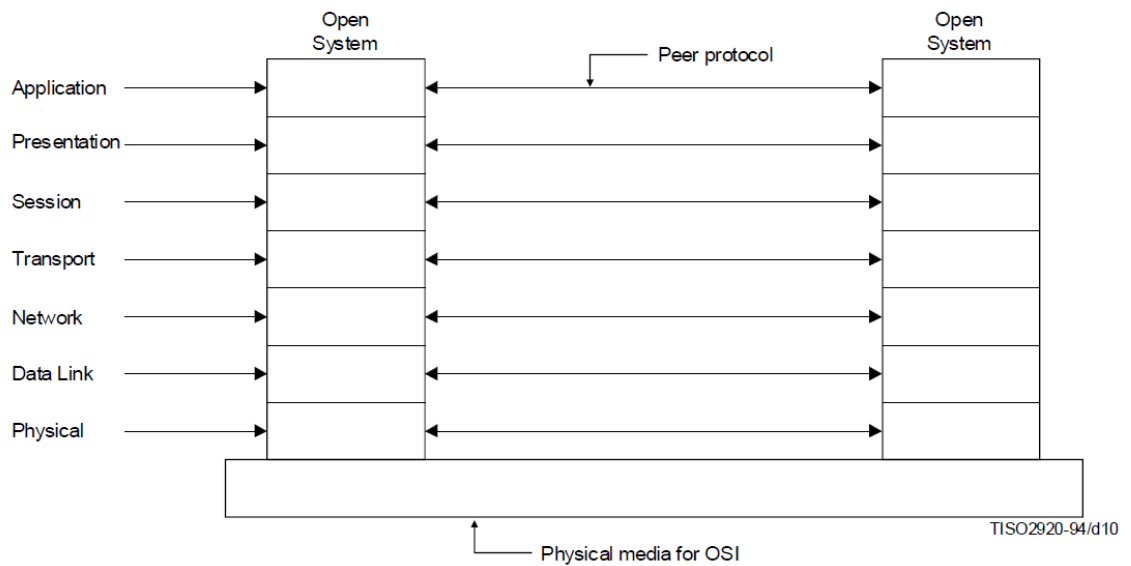 Open
System
Open
System
Peer protocol
Application
Presentation
Session
Transport
Network
Data Link
Physical
TISO2920-94/d10
Physical media for OSI